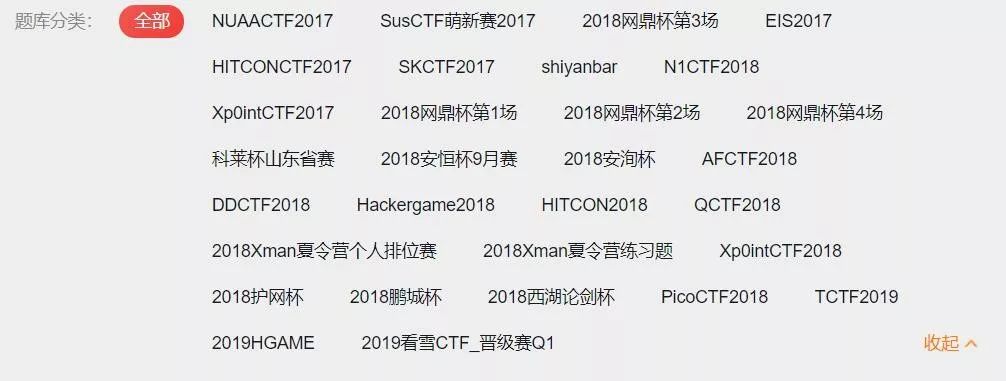 题库分类： 全部 NUAACTF2017 SusCTF萌新赛2017 2018网鼎杯第3场 EIS2017
HITCONCTF2017 SKCTF2017 shiyanbar N1CTF2018
Xp0intCTF2017 2018网鼎杯第1场 2018网鼎杯第2场 2018网鼎杯第4场
科莱杯山东省赛 2018安恒杯9月赛 2018安洵杯 AFCTF2018
DDCTF2018 Hackergame2018 HITCON2018 QCTF2018
2018Xman夏令营个人排位赛 2018Xman夏令营练习题 Xp0intCTF2018
2018护网杯 2018鹏城杯 2018西湖论剑杯 PicoCTF2018 TCTF2019
2019HGAME 2019看雪CTF_晋级赛Q1 收起